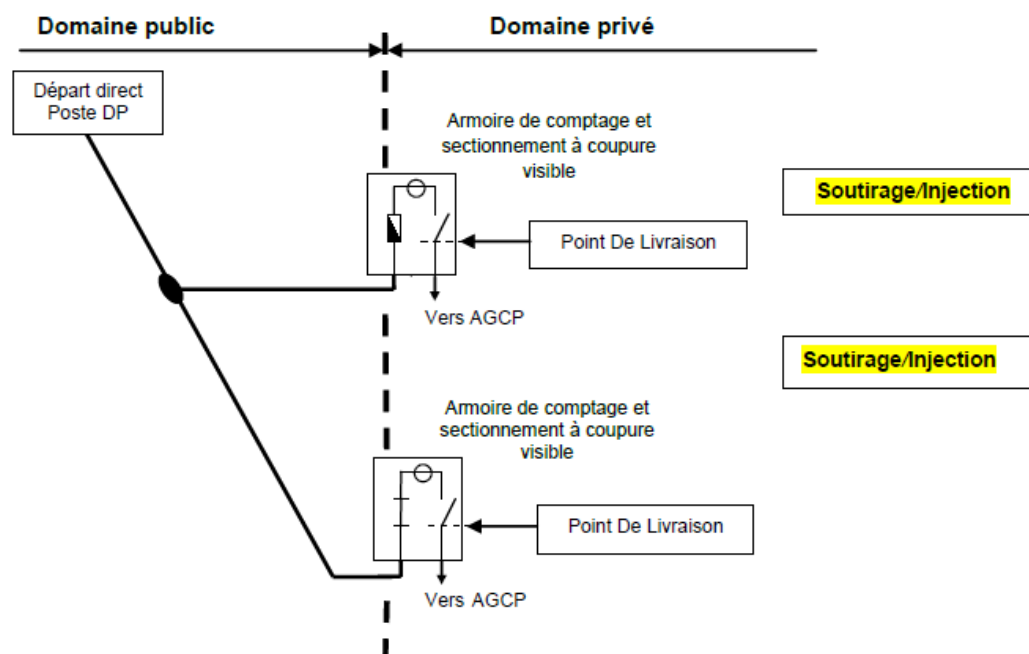 Domaine public
Domaine privé
Départ direct
Poste DP
Armoire de comptage et
sectionnement à coupure
visible
Soutirage/Injection
Point De Livraison
Vers AGCP
Soutirage/Injection
Armoire de comptage et
sectionnement à coupure
visible
Point De Livraison
Vers AGCP